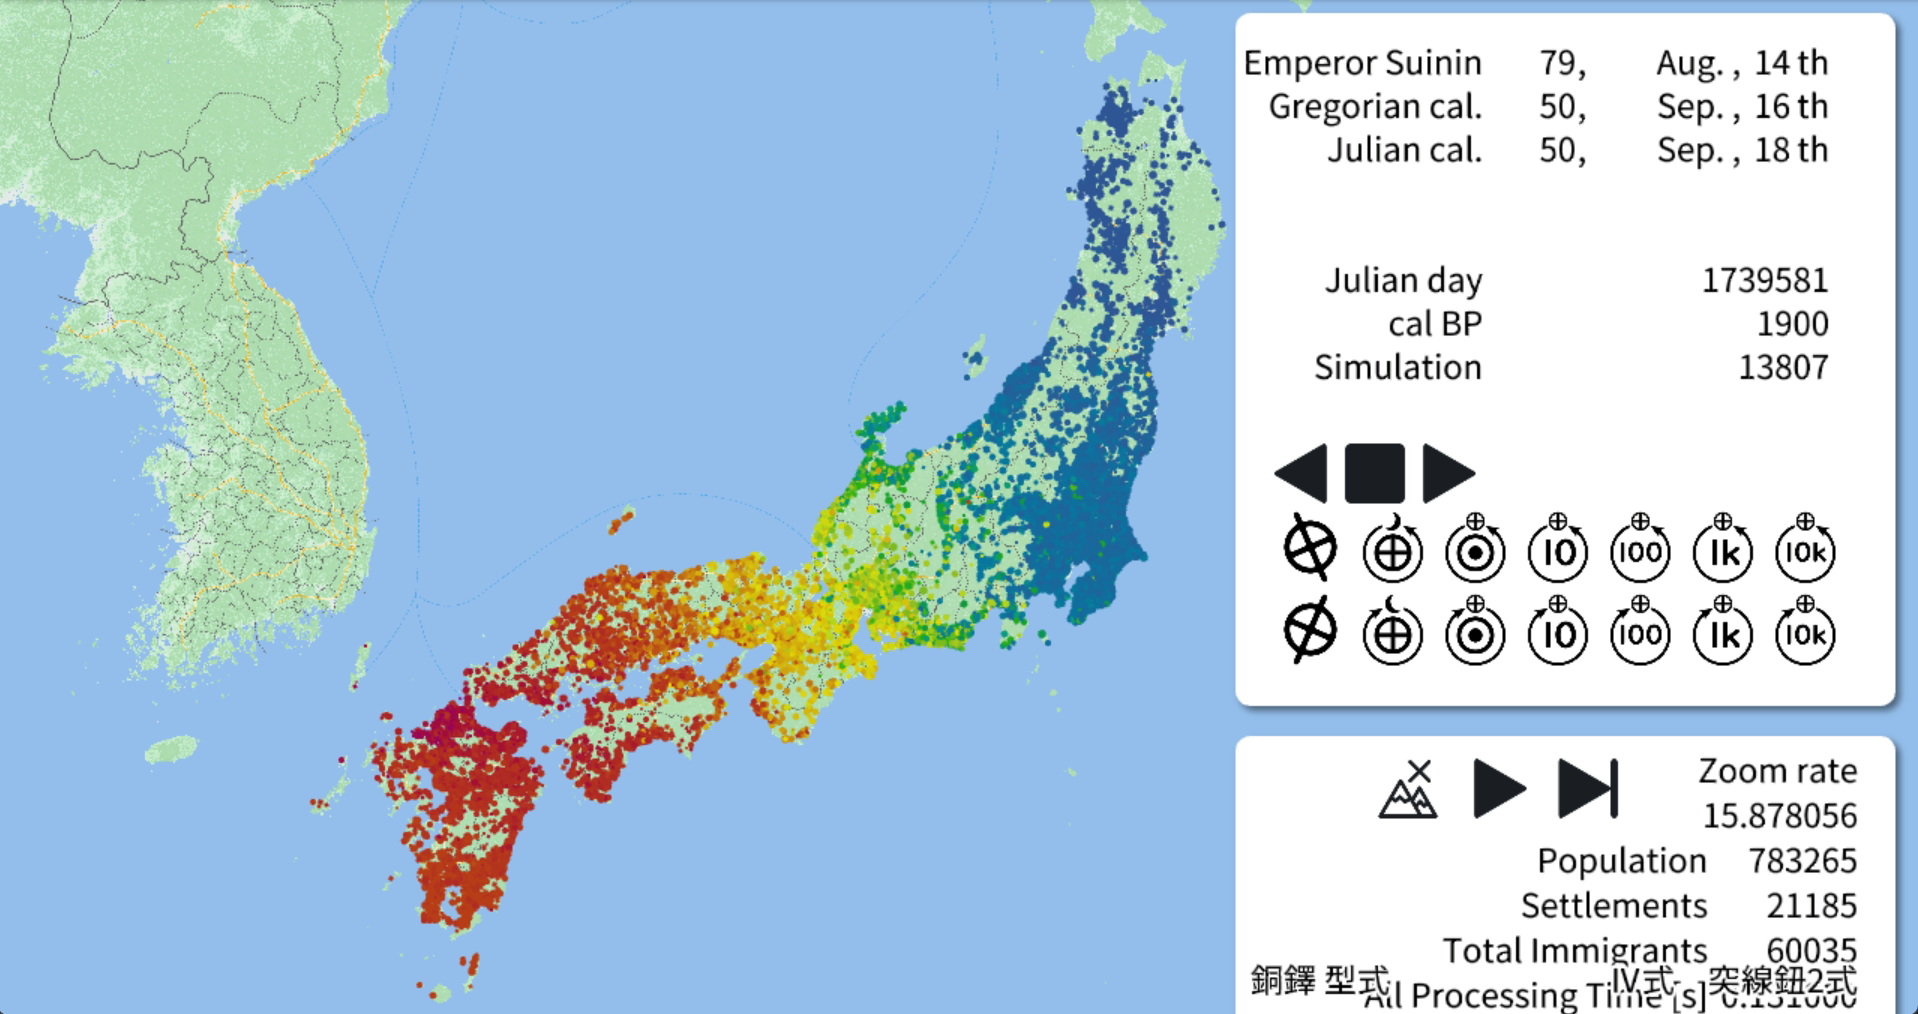 Emperor Suinin 79, Aug. , 14 th
Gregorian cal. 50, Sep. , 16 th
Julian cal. 50, Sep. , 18 th
Julian day 1739581
cal BP 1900
Simulation 13807
10 100 1k 10k
10 100 1k 10k
Zoom rate
15.878056
Population 783265
Settlements 21185
Total Immigrants 60035
銅鐸 型式 IV式 突線鈕2式
All Processing Time [s]